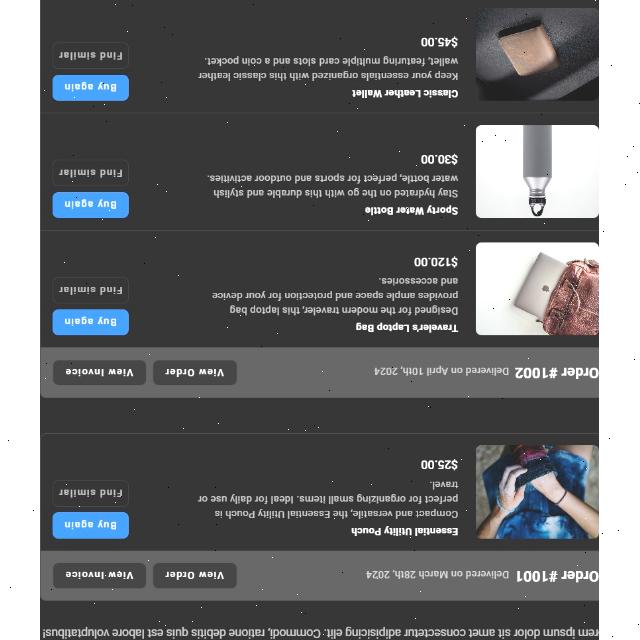 rem ipsum dolor sit amet consectetur adipisicing elit. Commodi, ratione debitis quis est labore voluptatibus!
Order #1001 Delivered on March 28th, 2024 View Order View Invoice
Essential Utility Pouch
Compact and versatile, the Essential Utility Pouch is
perfect for organizing small items. Ideal for daily use or
travel.
$25.00
Buy again
Find similar
Order #1002 Delivered on April 10th, 2024 View Order View Invoice
Traveler's Laptop Bag
Designed for the modern traveler, this laptop bag
provides ample space and protection for your device
and accessories.
$120.00
Buy again
Find similar
Sporty Water Bottle
Stay hydrated on the go with this durable and stylish
water bottle, perfect for sports and outdoor activities.
$30.00
Buy again
Find similar
Classic Leather Wallet
Keep your essentials organized with this classic leather
wallet, featuring multiple card slots and a coin pocket.
$45.00
Buy again
Find similar